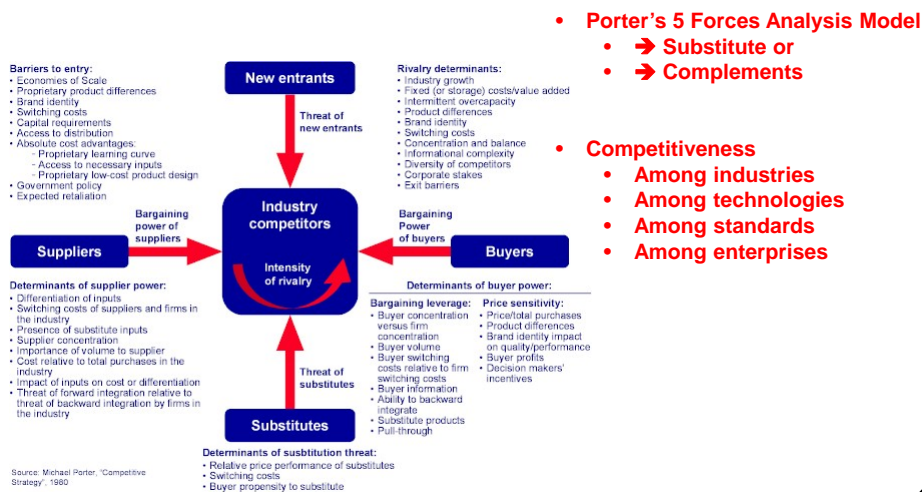 • Porter's 5 Forces Analysis Model
• ➔ Substitute or
• ➔ Complements
• Competitiveness
• Among industries
• Among technologies
• Among standards
• Among enterprises
Barriers to entry:
• Economies of Scale
• Proprietary product differences
• Brand identity
• Switching costs
• Capital requirements
• Access to distribution
• Absolute cost advantages:
- Proprietary learning curve
- Access to necessary inputs
- Proprietary low-cost product design
• Government policy
• Expected retaliation
New entrants
Threat of
new entrants
Rivalry determinants:
• Industry growth
• Fixed (or storage) costs/value added
• Intermittent overcapacity
• Product differences
• Brand identity
• Switching costs
• Concentration and balance
• Informational complexity
• Diversity of competitors
• Corporate stakes
• Exit barriers
Suppliers
Bargaining
power of
suppliers
Industry
competitors
Intensity
of rivalry
Bargaining
Power
of buyers
Buyers
Determinants of supplier power:
• Differentiation of inputs
• Switching costs of suppliers and firms in
the industry
• Presence of substitute inputs
• Supplier concentration
• Importance of volume to supplier
• Cost relative to total purchases in the
industry
• Impact of inputs on cost or differentiation
• Threat of forward integration relative to
threat of backward integration by firms in
the industry
Determinants of buyer power:
Bargaining leverage:
• Buyer concentration
versus firm
concentration
• Buyer volume
• Buyer switching
costs relative to firm
switching costs
• Buyer information
• Ability to backward
integrate
• Substitute products
• Pull-through
Price sensitivity:
• Price/total purchases
• Product differences
• Brand identity impact
on quality/performance
• Buyer profits
• Decision makers'
incentives
Threat of
substitutes
Substitutes
Determinants of susbtitution threat:
• Relative price performance of substitutes
• Switching costs
• Buyer propensity to substitute
Source: Michael Porter, "Competitive
Strategy", 1980